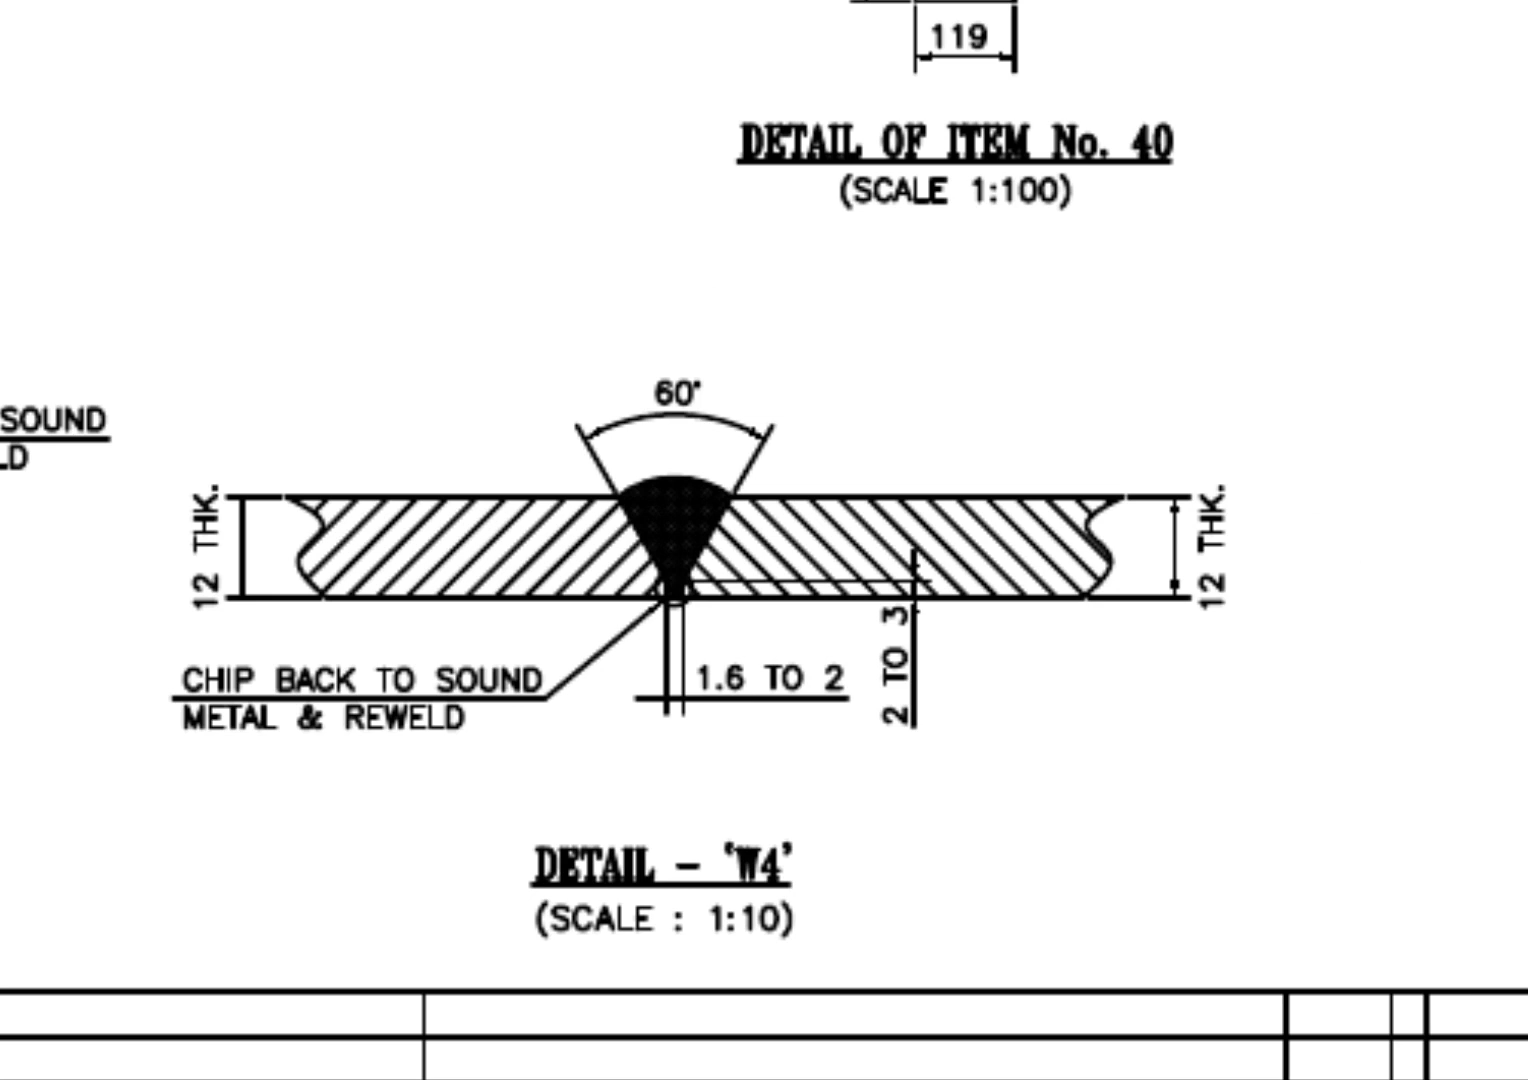 119
DETAIL OF ITEM No. 40
(SCALE 1:100)
SOUND
LD
60°
12 THK.
12 THK.
CHIP BACK TO SOUND
METAL & REWELD
1.6 TO 2
2 TO 3
DETAIL - 'W4'
(SCALE : 1:10)